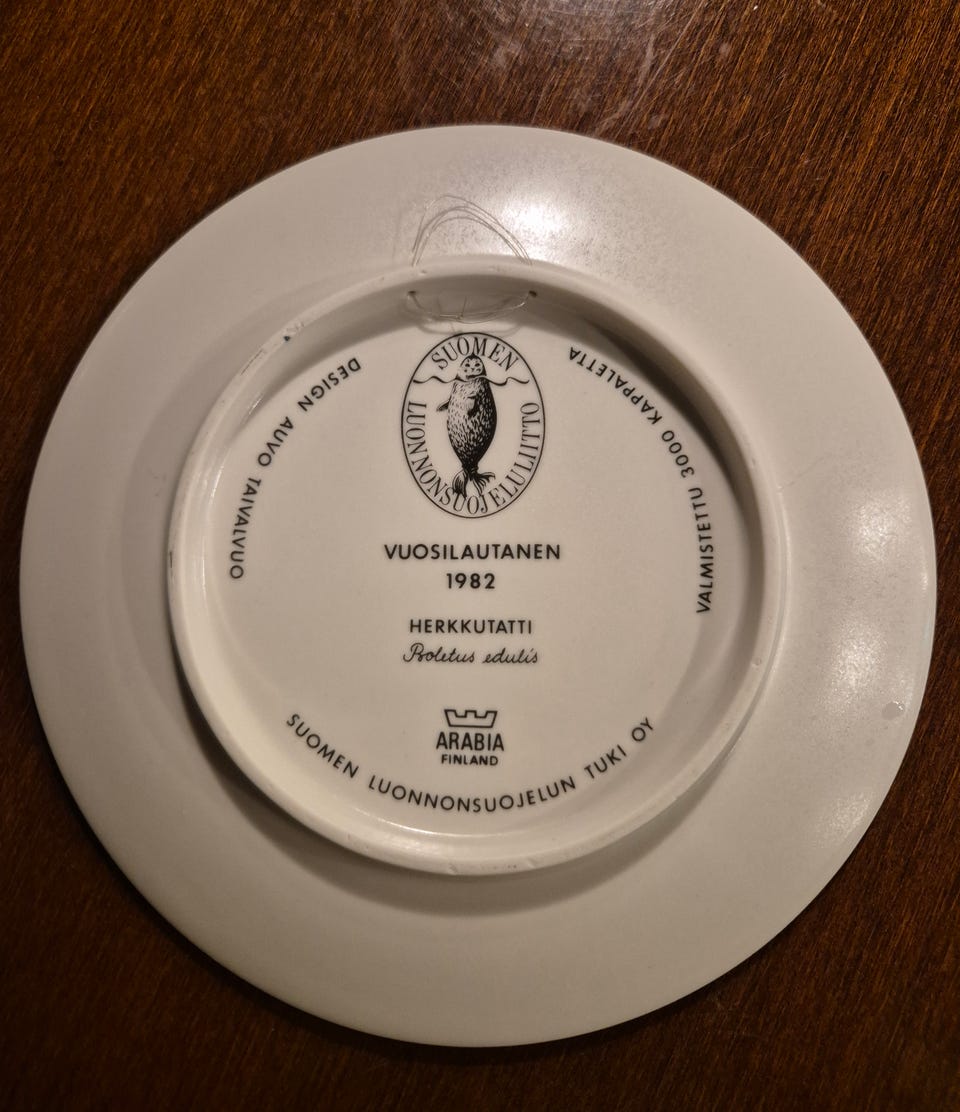 SUOMEN
LUONNONSUOJELULIITTO
DESIGN AUVO TAIVALVUO
VALMISTETTU 3000 KAPPALETTA
VUOSILAUTANEN
1982
HERKKUTATTI
Boletus edulis
ARABIA
FINLAND
SUOMEN LUONNONSUOJELUN TUKI OY